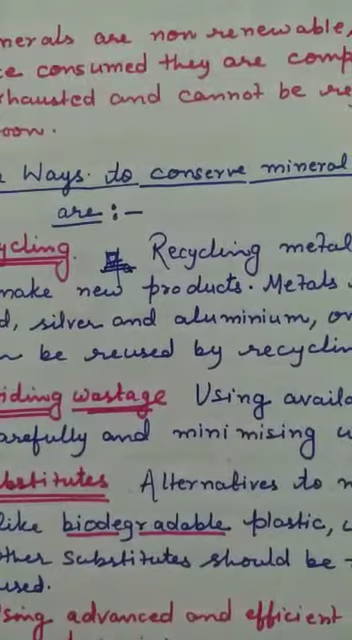 nerals are non renewable,
e consumed they are comp
xhausted and cannot be re
oon.
Ways to conserve mineral
are :-
ycling. Recycling metal
make new products. Metals
d, silver and aluminium, or
n be reused by recyclin
iding wastage Using availa
arefully and minimising w
bstitutes Alternatives to m
like biodegradable plastic, u
ther substitutes should be
used.
sing advanced and efficient